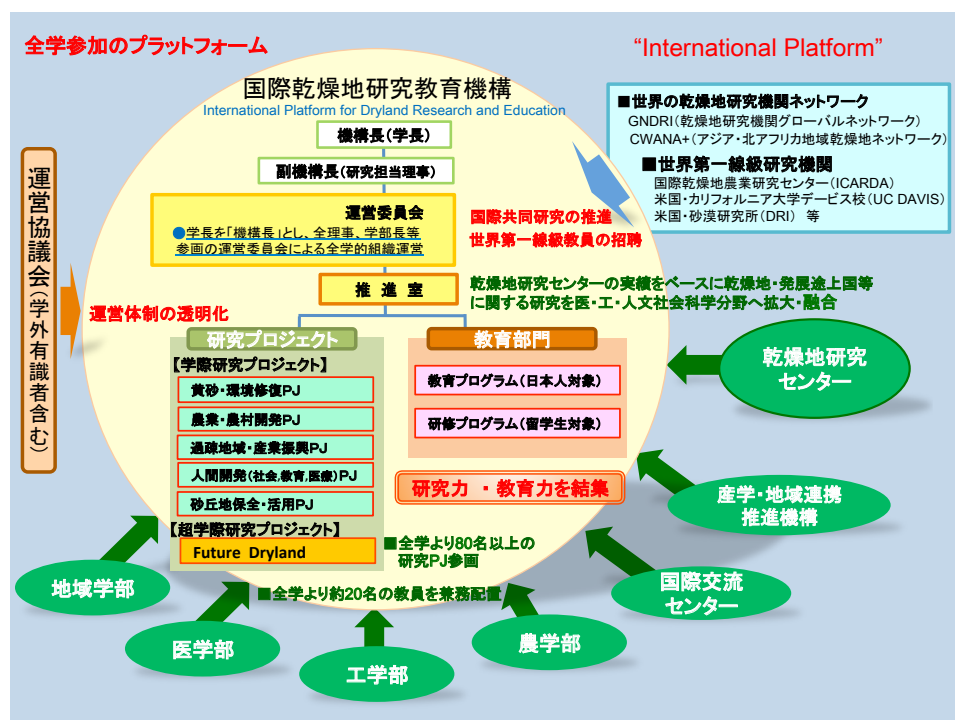 全学参加のプラットフォーム
“International Platform”
国際乾燥地研究教育機構
International Platform for Dryland Research and Education
機構長(学長)
副機構長(研究担当理事)
運営委員会
●学長を「機構長」とし、全理事、学部長等
参画の運営委員会による全学的組織運営
推 進 室
■世界の乾燥地研究機関ネットワーク
GNDRI(乾燥地研究機関グローバルネットワーク)
CWANA+(アジア・北アフリカ地域乾燥地ネットワーク)
■世界第一線級研究機関
国際乾燥地農業研究センター(ICARDA)
米国・カリフォルニア大学デービス校(UC DAVIS)
米国・砂漠研究所(DRI) 等
国際共同研究の推進
世界第一線級教員の招聘
乾燥地研究センターの実績をベースに乾燥地・発展途上国等
に関する研究を医・工・人文社会科学分野へ拡大・融合
運営協議会(学外有識者含む)
運営体制の透明化
研究プロジェクト
【学際研究プロジェクト】
黄砂・環境修復PJ
農業・農村開発PJ
過疎地域・産業振興PJ
人間開発(社会,教育,医療)PJ
砂丘地保全・活用PJ
【超学際研究プロジェクト】
Future Dryland
教育部門
教育プログラム(日本人対象)
研修プログラム(留学生対象)
研究力 ・教育力を結集
■全学より80名以上の
研究PJ参画
■全学より約20名の教員を兼務配置
乾燥地研究
センター
産学・地域連携
推進機構
国際交流
センター
地域学部
医学部
工学部
農学部